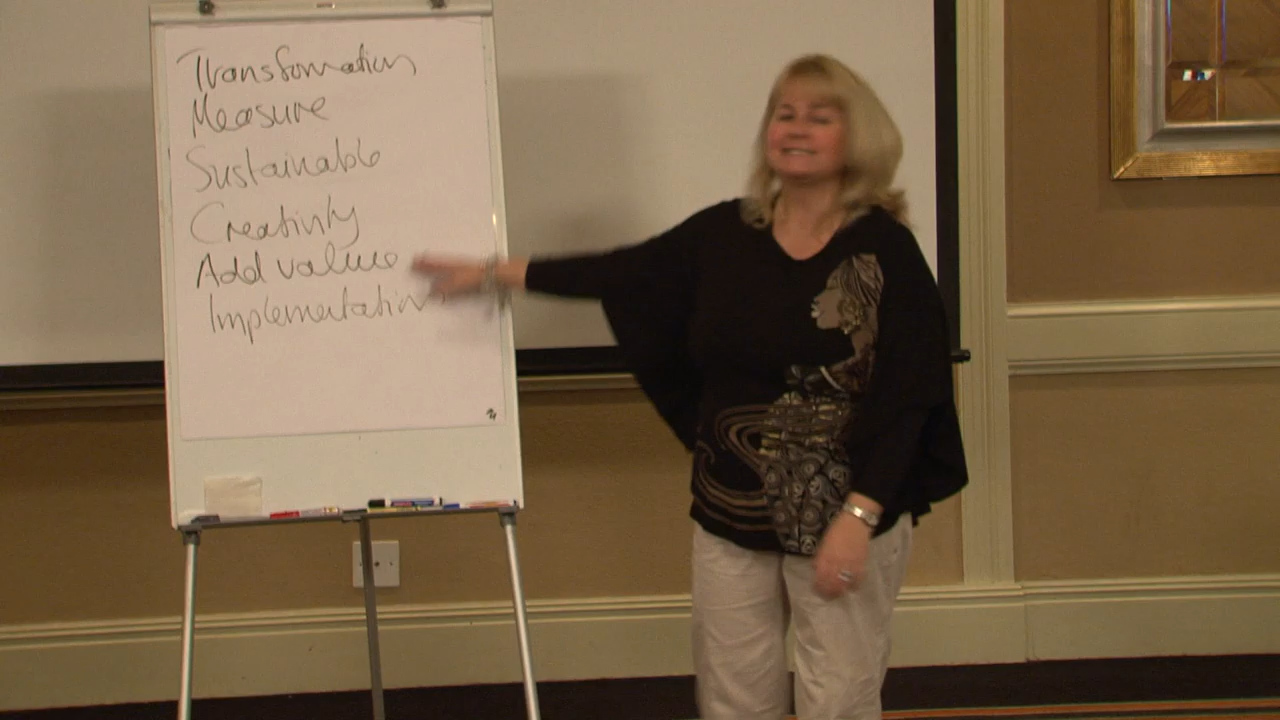 Transformation
Measure
Sustainable
Creativity
Add value
Implementation